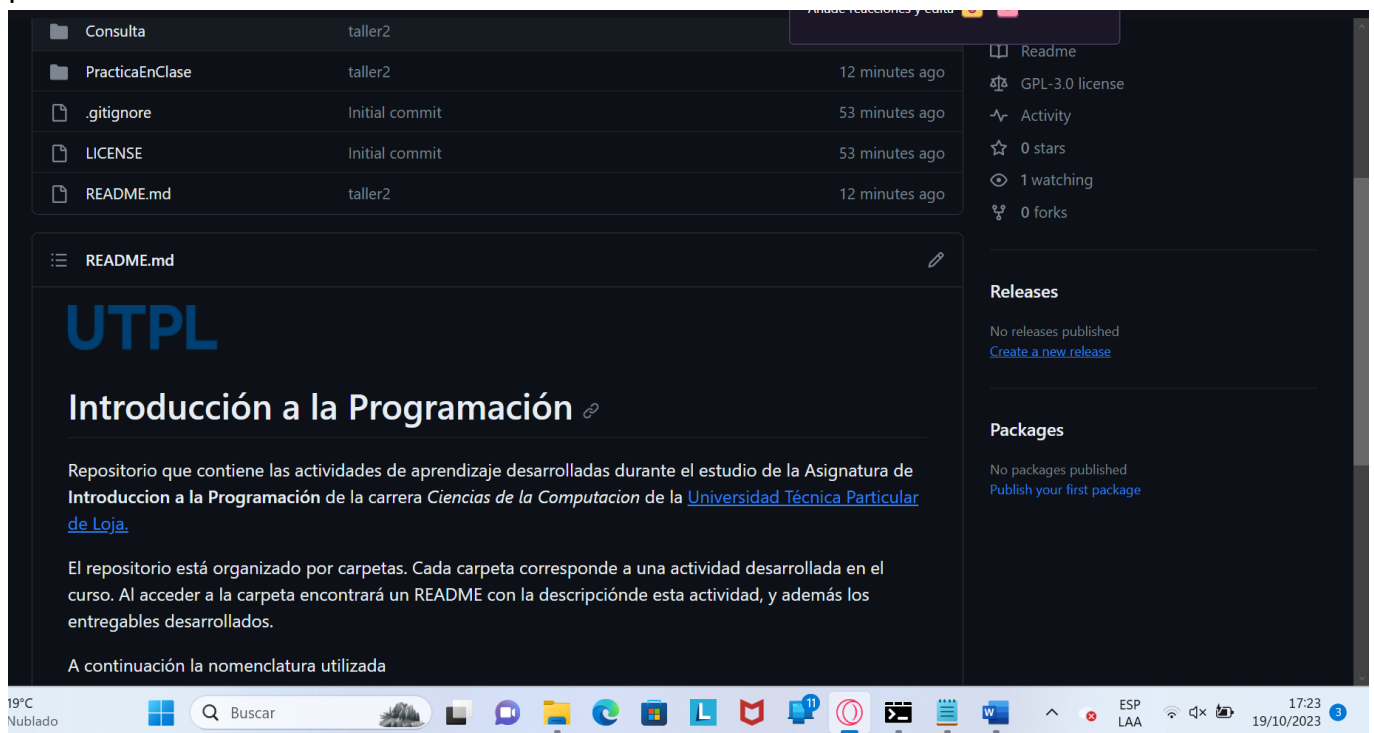 Añade reacciones y edita
Consulta taller2
PracticaEnClase taller2 12 minutes ago
.gitignore Initial commit 53 minutes ago
LICENSE Initial commit 53 minutes ago
README.md taller2 12 minutes ago
README.md
UTPL
Introducción a la Programación
Repositorio que contiene las actividades de aprendizaje desarrolladas durante el estudio de la Asignatura de
Introduccion a la Programación de la carrera Ciencias de la Computacion de la Universidad Técnica Particular
de Loja.
El repositorio está organizado por carpetas. Cada carpeta corresponde a una actividad desarrollada en el
curso. Al acceder a la carpeta encontrará un README con la descripciónde esta actividad, y además los
entregables desarrollados.
A continuación la nomenclatura utilizada
Readme
GPL-3.0 license
Activity
0 stars
1 watching
0 forks
Releases
No releases published
Create a new release
Packages
No packages published
Publish your first package
19°C
Nublado
Buscar
L
11
W
ESP
LAA
17:23
19/10/2023
3